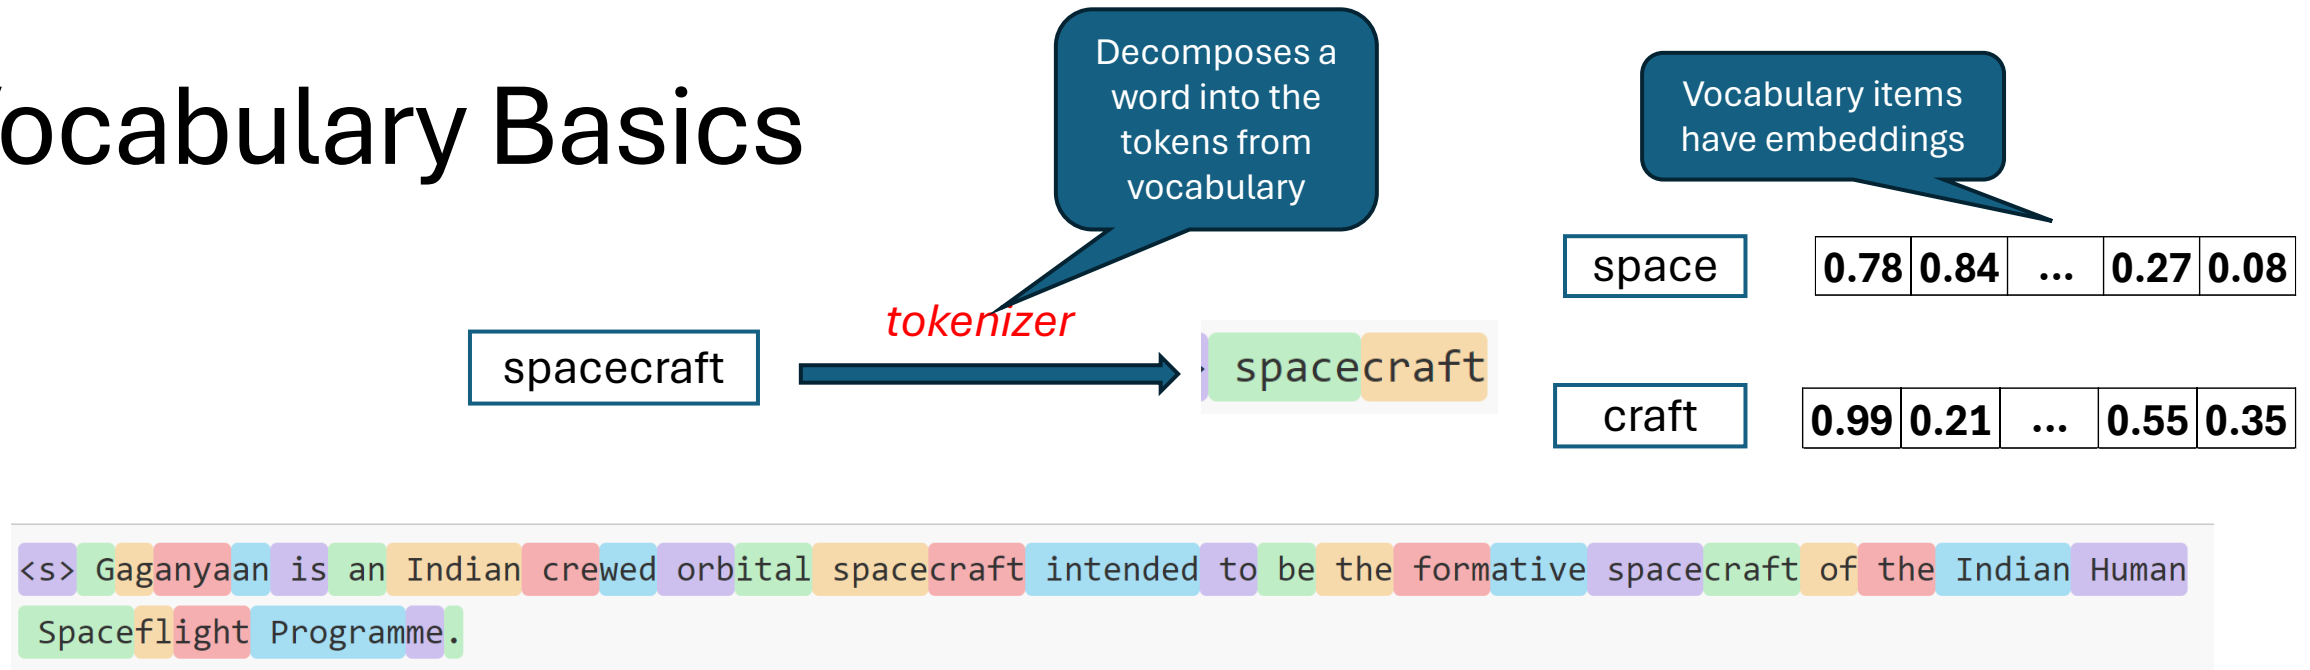 ocabulary Basics
Decomposes a
word into the
tokens from
vocabulary
Vocabulary items
have embeddings
spacecraft
tokenizer
spacecraft
space
0.78 0.84 ... 0.27 0.08
craft
0.99 0.21 ... 0.55 0.35
<s> Gaganyaan is an Indian crewed orbital spacecraft intended to be the formative spacecraft of the Indian Human
Spaceflight Programme.